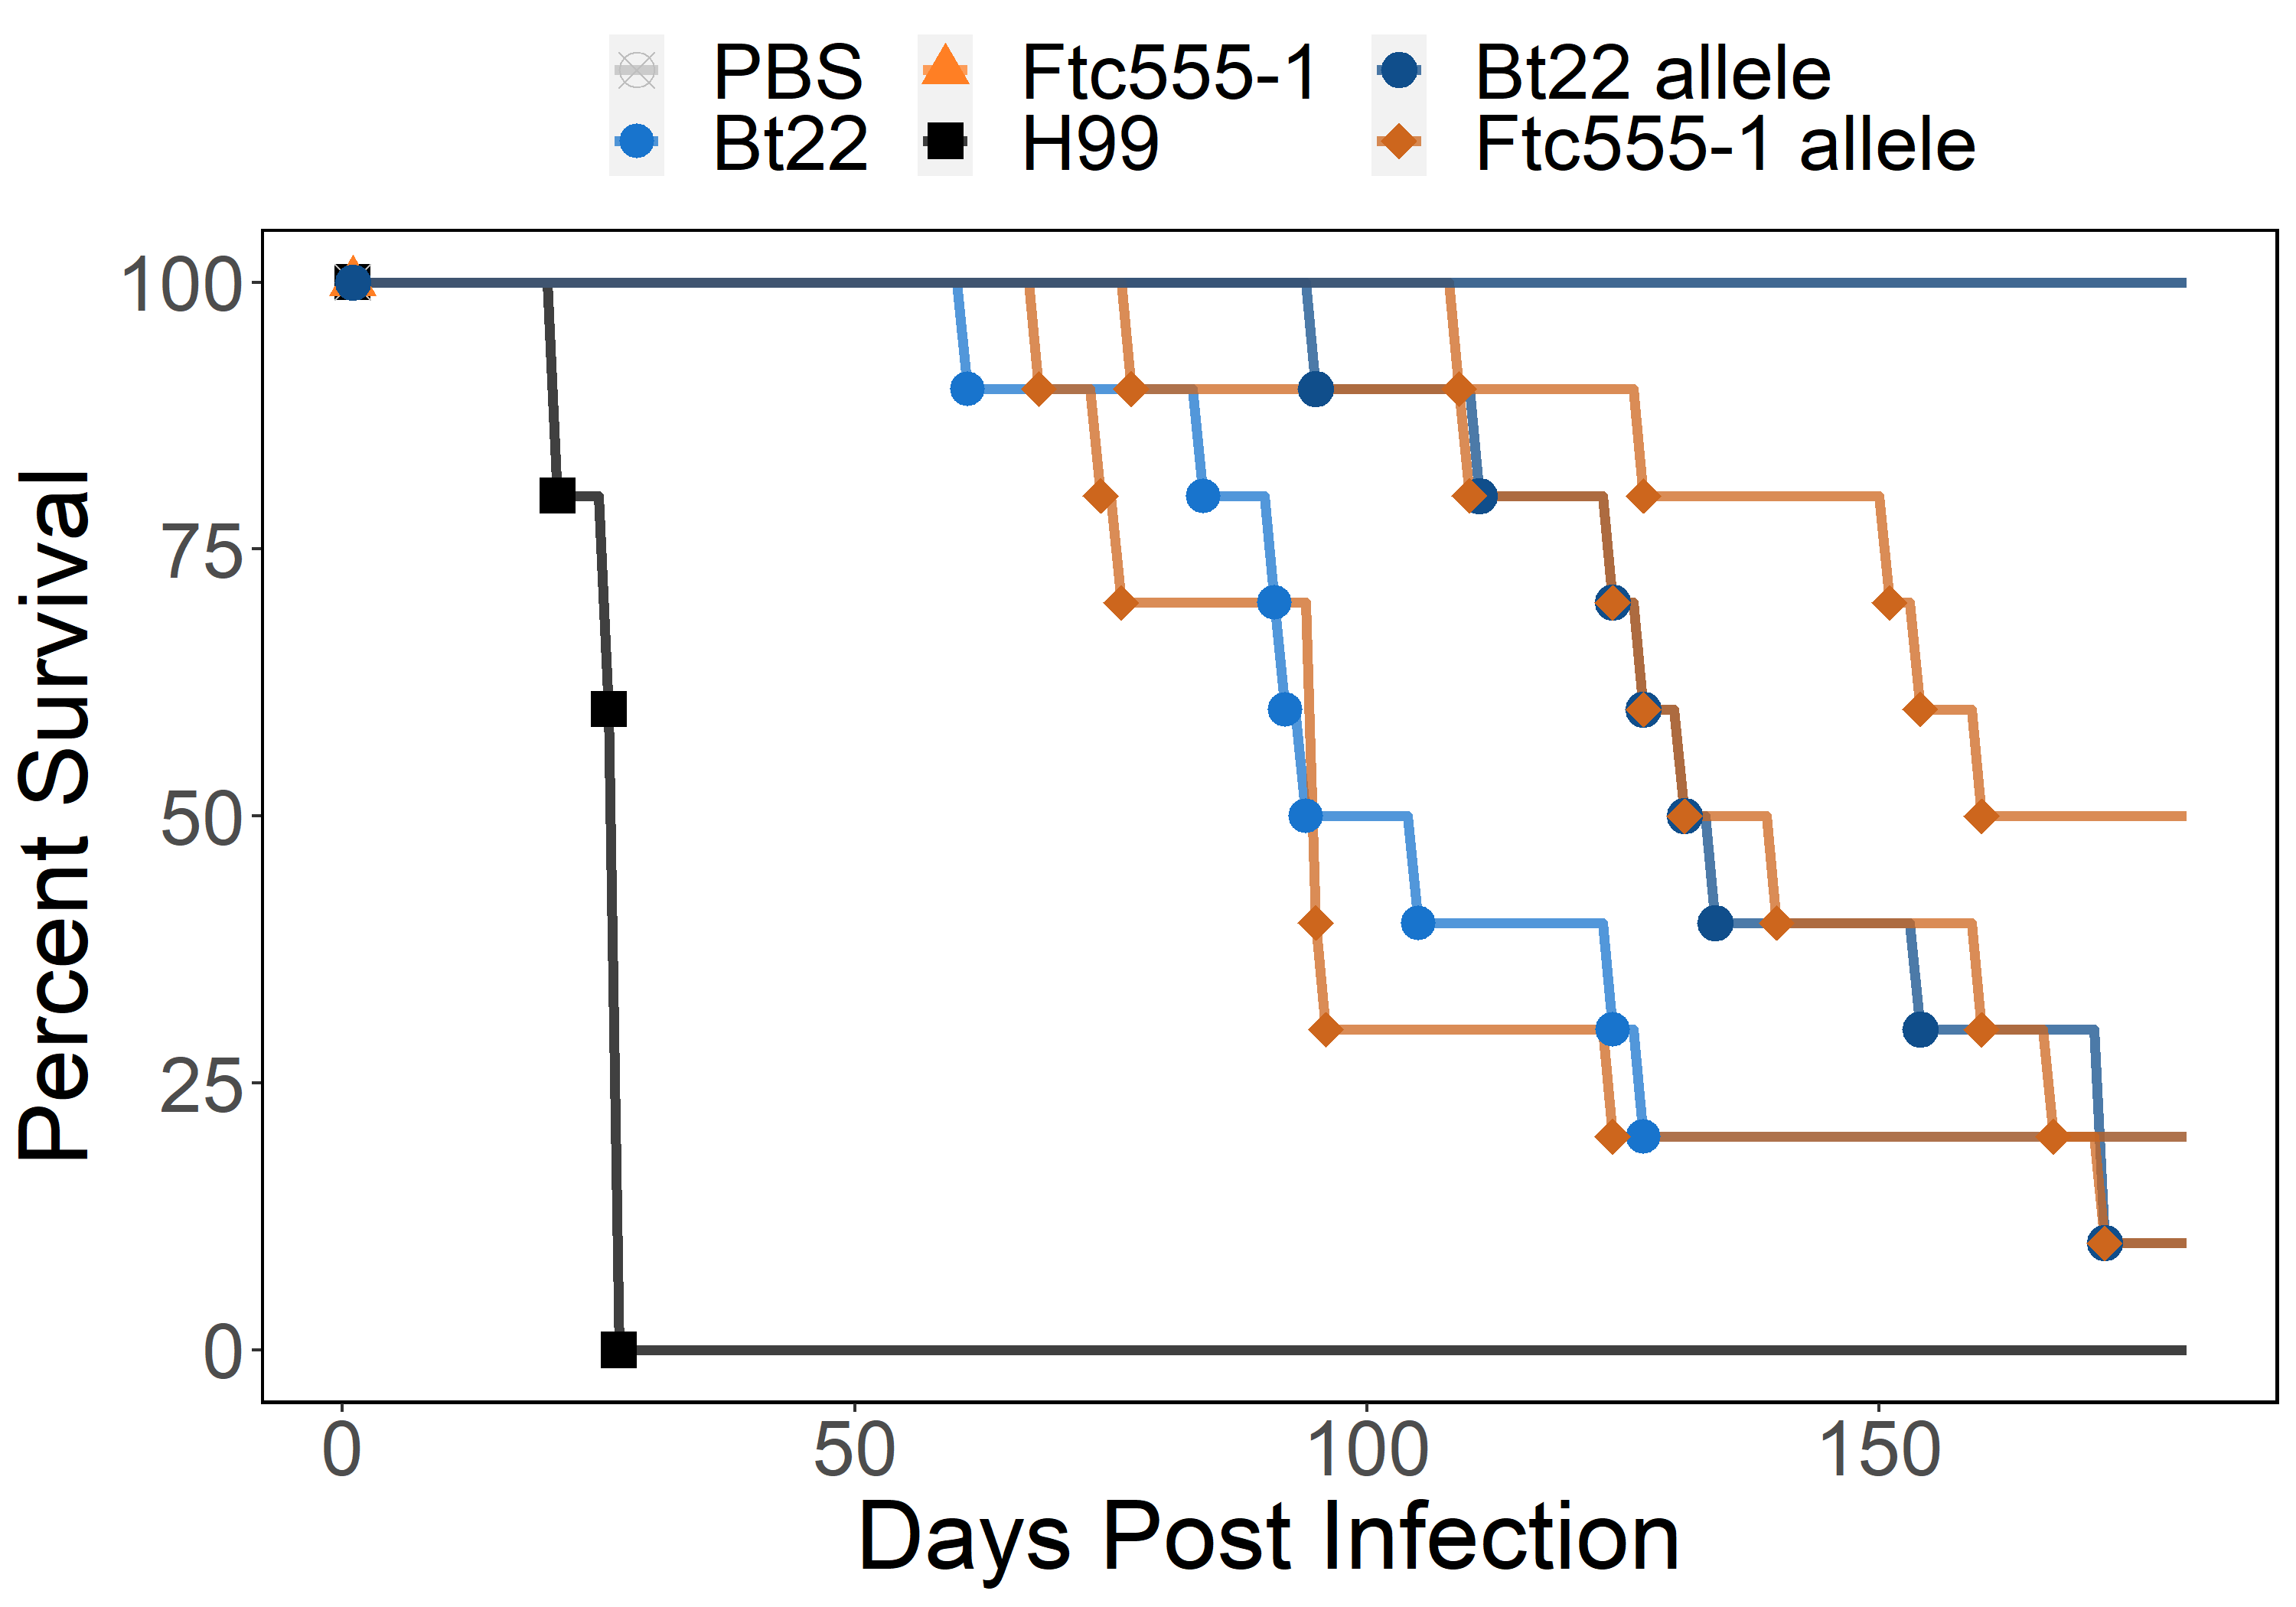 PBS Ftc555-1 Bt22 allele
Bt22 H99 Ftc555-1 allele
100
75
50
25
0
Percent Survival
0 50 100 150
Days Post Infection